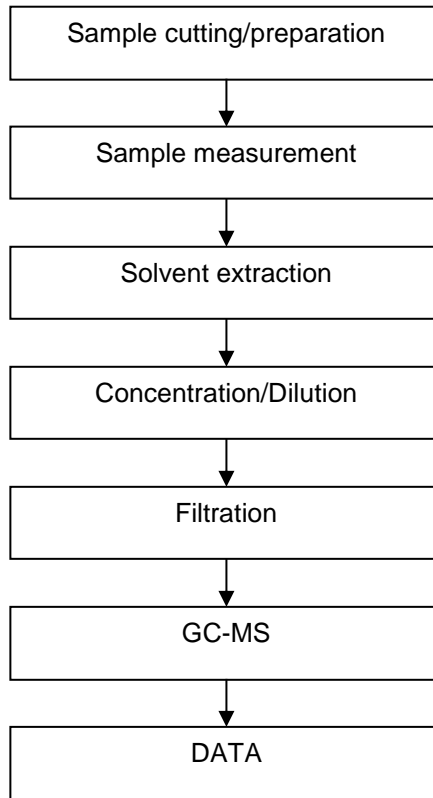 Sample cutting/preparation
Sample measurement
Solvent extraction
Concentration/Dilution
Filtration
GC-MS
DATA